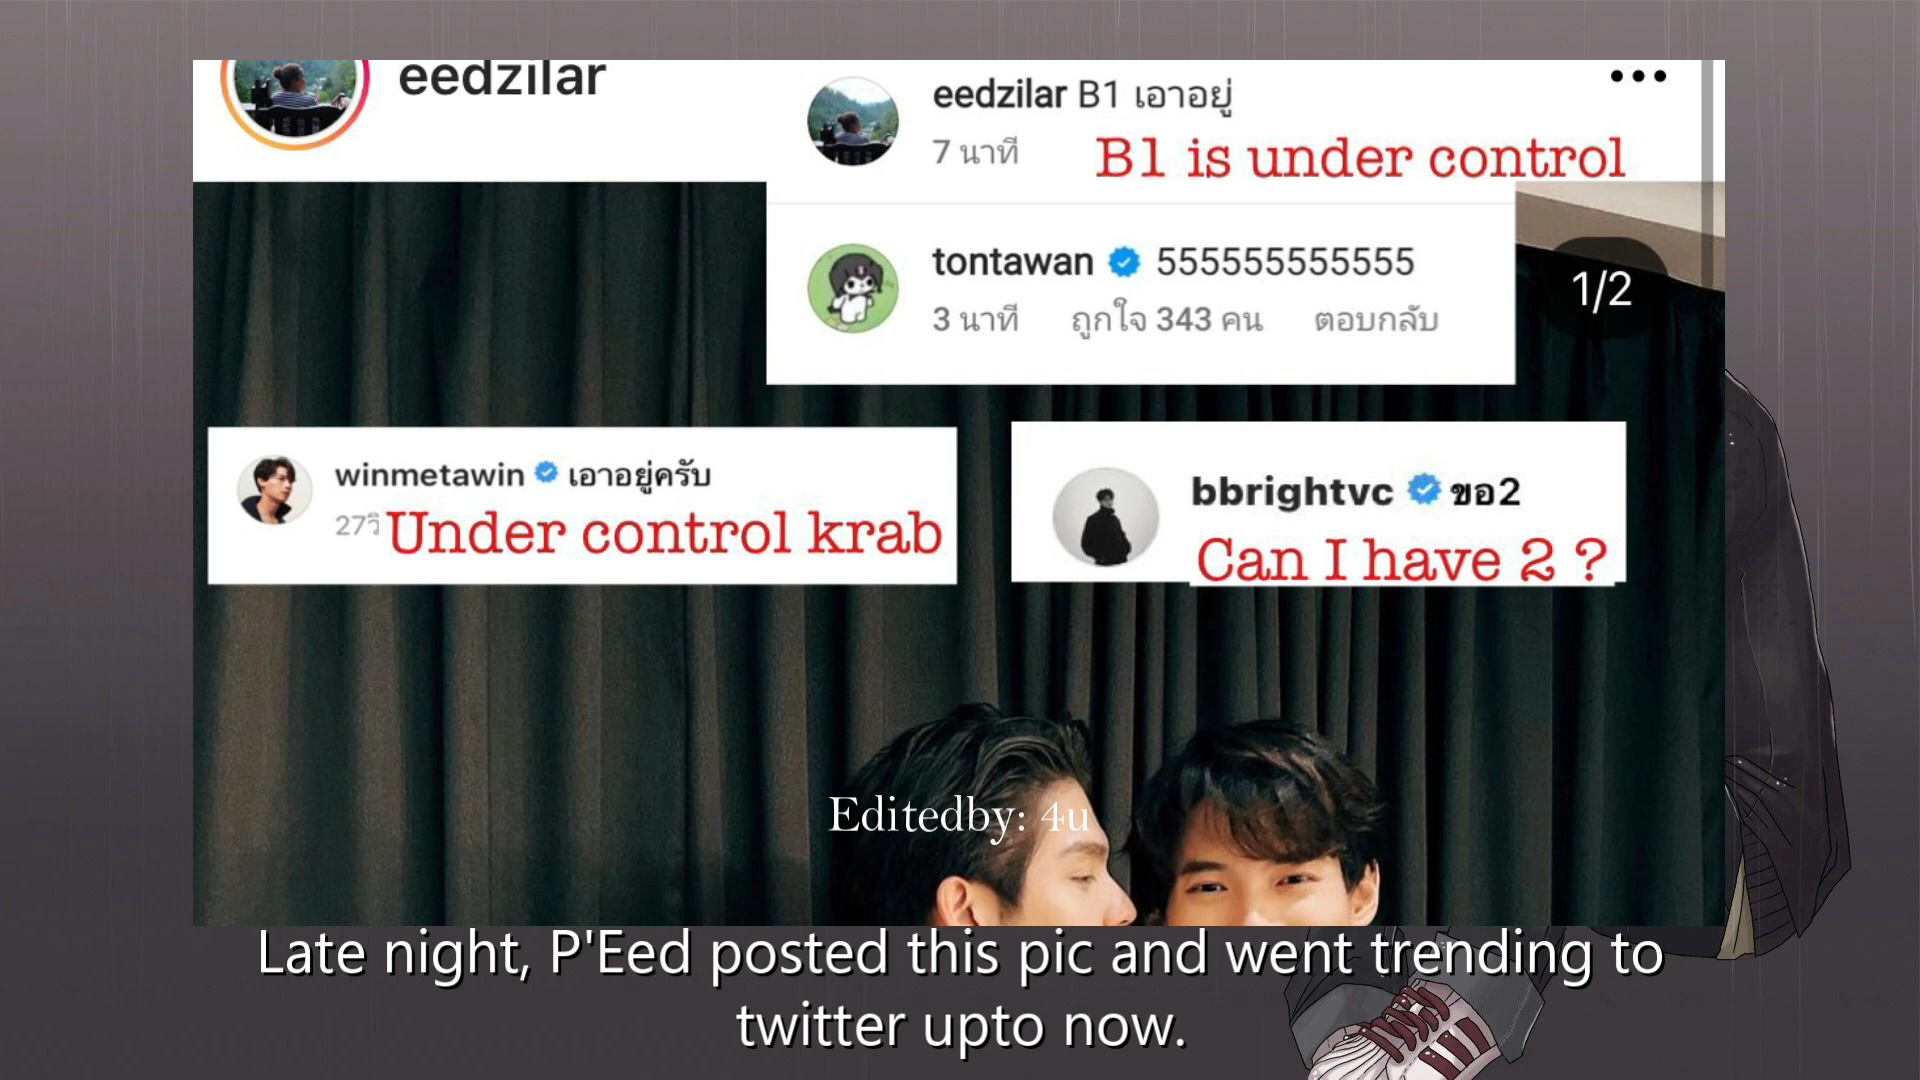 eedzilar
eedzilar B1 เอาอยู่
7 นาที
B1 is under control
tontawan 555555555555
3 นาที ถูกใจ 343 คน ตอบกลับ
1/2
winmetawin เอาอยู่ครับ
27วิ
Under control krab
bbrightvc ขอ2
Can I have 2 ?
Editedby: 4u
Late night, P'Eed posted this pic and went trending to
twitter upto now.